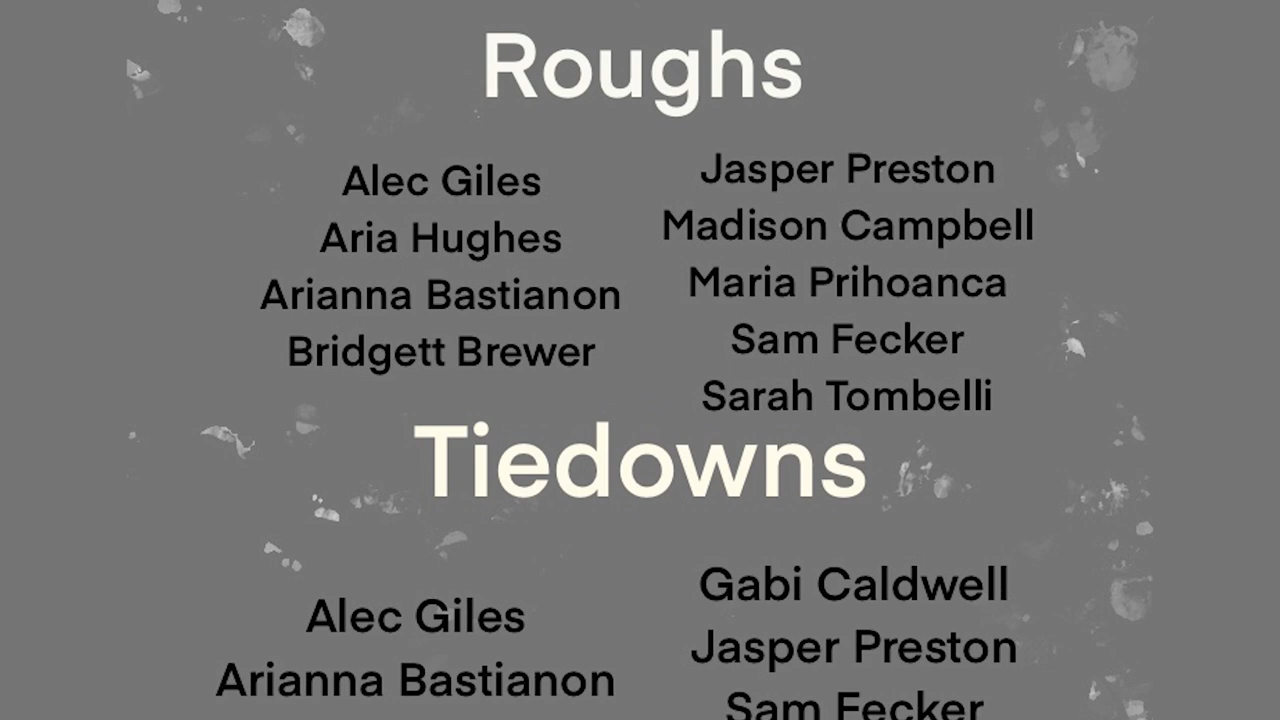 Roughs
Alec Giles
Aria Hughes
Arianna Bastianon
Bridgett Brewer
Jasper Preston
Madison Campbell
Maria Prihoanca
Sam Fecker
Sarah Tombelli
Tiedowns
Alec Giles
Arianna Bastianon
Gabi Caldwell
Jasper Preston
Sam Fecker